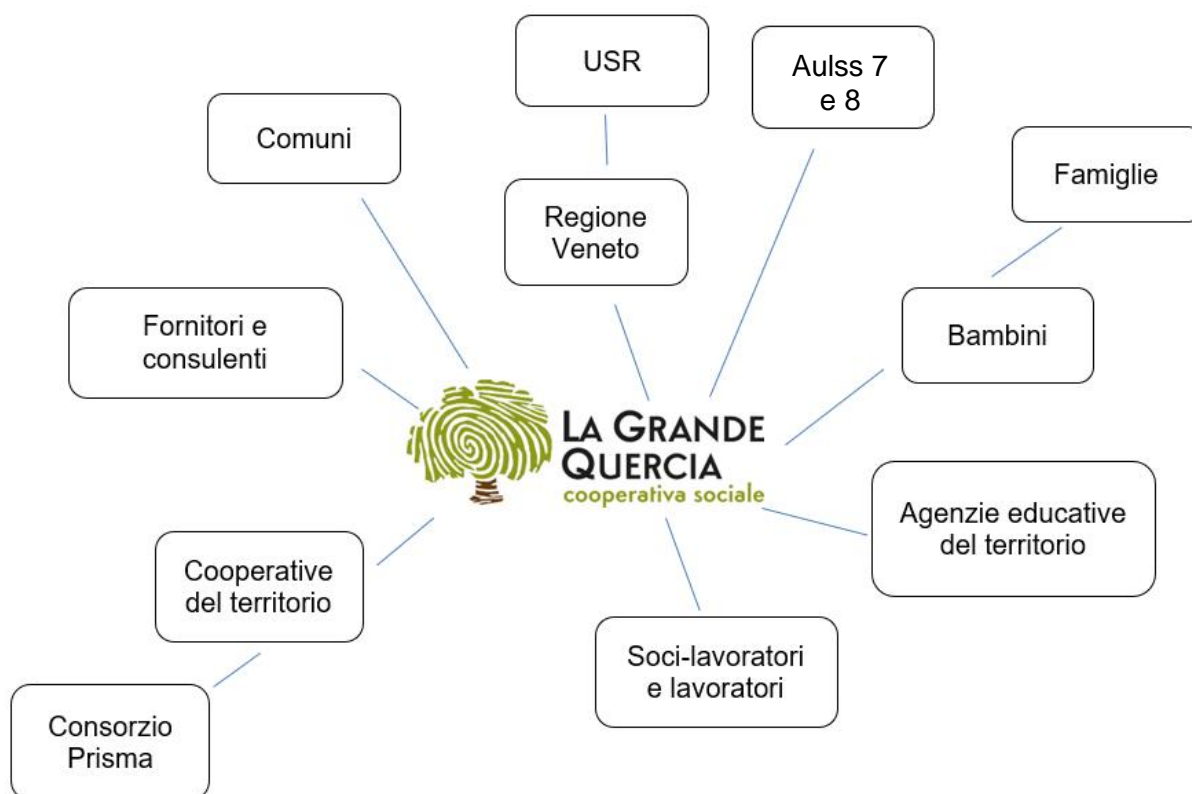 USR
Aulss 7
e 8
Comuni
Famiglie
Regione
Veneto
Fornitori e
consulenti
Bambini
LA GRANDE
QUERCIA
cooperativa sociale
Agenzie educative
del territorio
Cooperative
del territorio
Soci-lavoratori
e lavoratori
Consorzio
Prisma